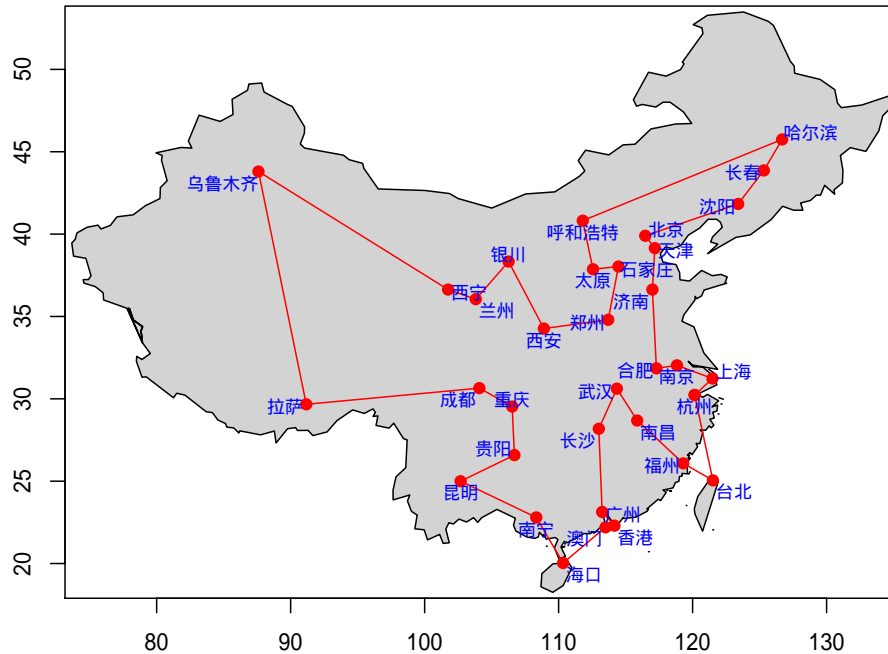 50
45
40
35
30
25
20
哈尔滨
长春
乌鲁木齐
沈阳
呼和浩特
北京
天津
银川
太原
石家庄
西宁
济南
兰州
郑州
西安
合肥
南京
上海
拉萨
成都
重庆
武汉
杭州
长沙
南昌
贵阳
福州
昆明
台北
南宁
广州
澳门
香港
海口
80
90
100
110
120
130